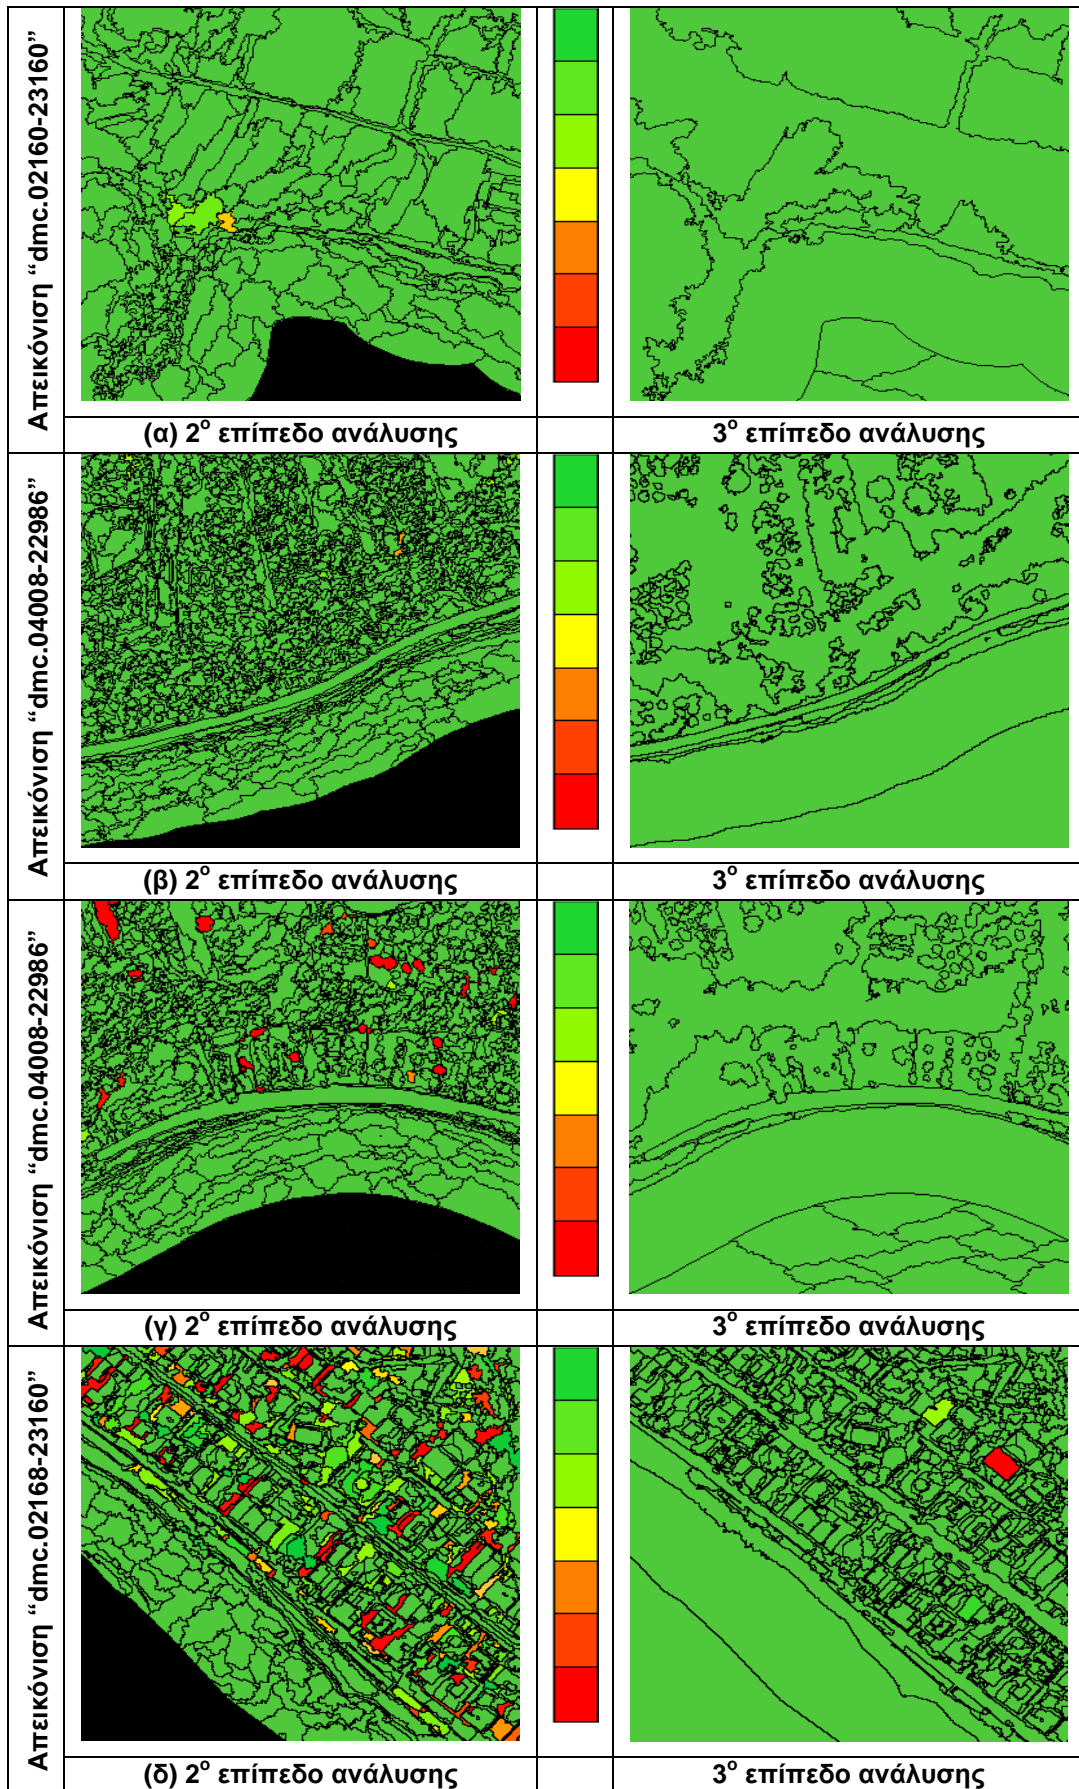 Απεικόνιση “dmc.02160-23160”
(α) 2ο επίπεδο ανάλυσης
3ο επίπεδο ανάλυσης
Απεικόνιση “dmc.04008-22986”
(β) 2ο επίπεδο ανάλυσης
3ο επίπεδο ανάλυσης
Απεικόνιση “dmc.04008-22986”
(γ) 2ο επίπεδο ανάλυσης
3ο επίπεδο ανάλυσης
Απεικόνιση “dmc.02168-23160”
(δ) 2ο επίπεδο ανάλυσης
3ο επίπεδο ανάλυσης